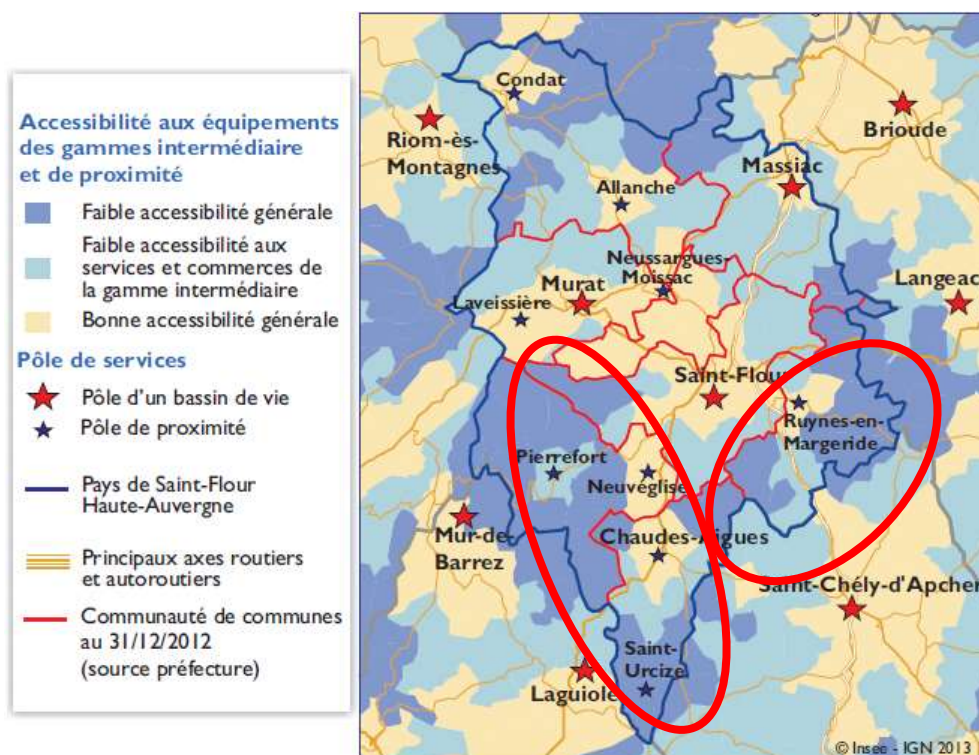 Accessibilité aux équipements
des gammes intermédiaire
et de proximité
Faible accessibilité générale
Faible accessibilité aux
services et commerces de
la gamme intermédiaire
Bonne accessibilité générale
Pôle de services
Pôle d'un bassin de vie
Pôle de proximité
Pays de Saint-Flour
Haute-Auvergne
Principaux axes routiers
et autoroutiers
Communauté de communes
au 31/12/2012
(source préfecture)
Condat
Riom-ès-
Montagnes
Brioude
Massiac
Allanche
Neussargues-
Moissac
Murat
Laveissière
Langeac
Saint-Flour
Ruynes-en-
Margeride
Pierrefort
Neuvéglise
Mur-de-
Barrez
Chaudes-Aigues
Saint-Chély-d'Apcher
Saint-
Urcize
Laguiole
© Insee - IGN 2013